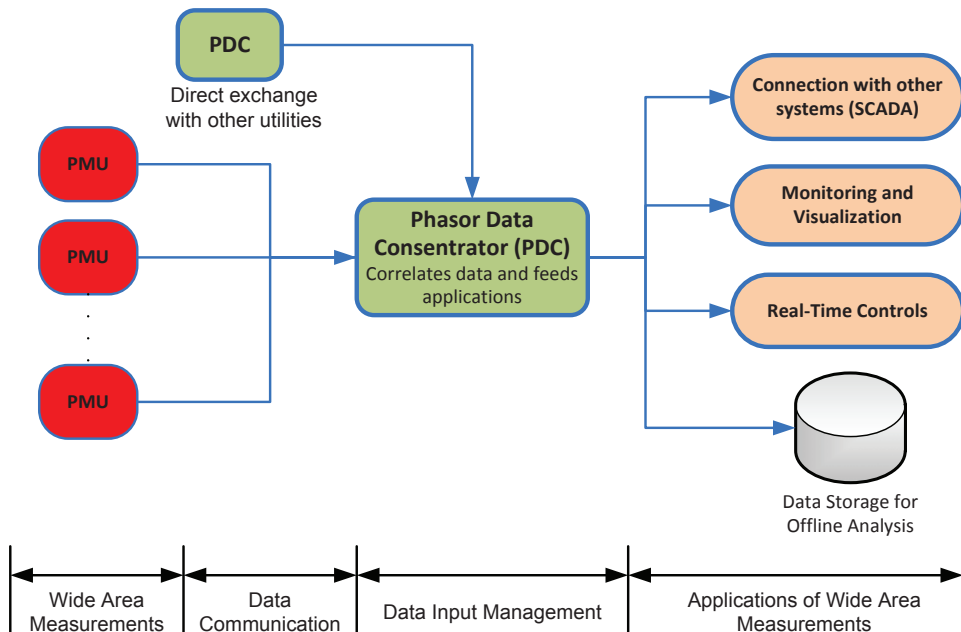 PDC
Direct exchange
with other utilities
PMU
PMU
PMU
Phasor Data
Consentrator (PDC)
Correlates data and feeds
applications
Connection with other
systems (SCADA)
Monitoring and
Visualization
Real-Time Controls
Data Storage for
Offline Analysis
Wide Area
Measurements
Data
Communication
Data Input Management
Applications of Wide Area
Measurements